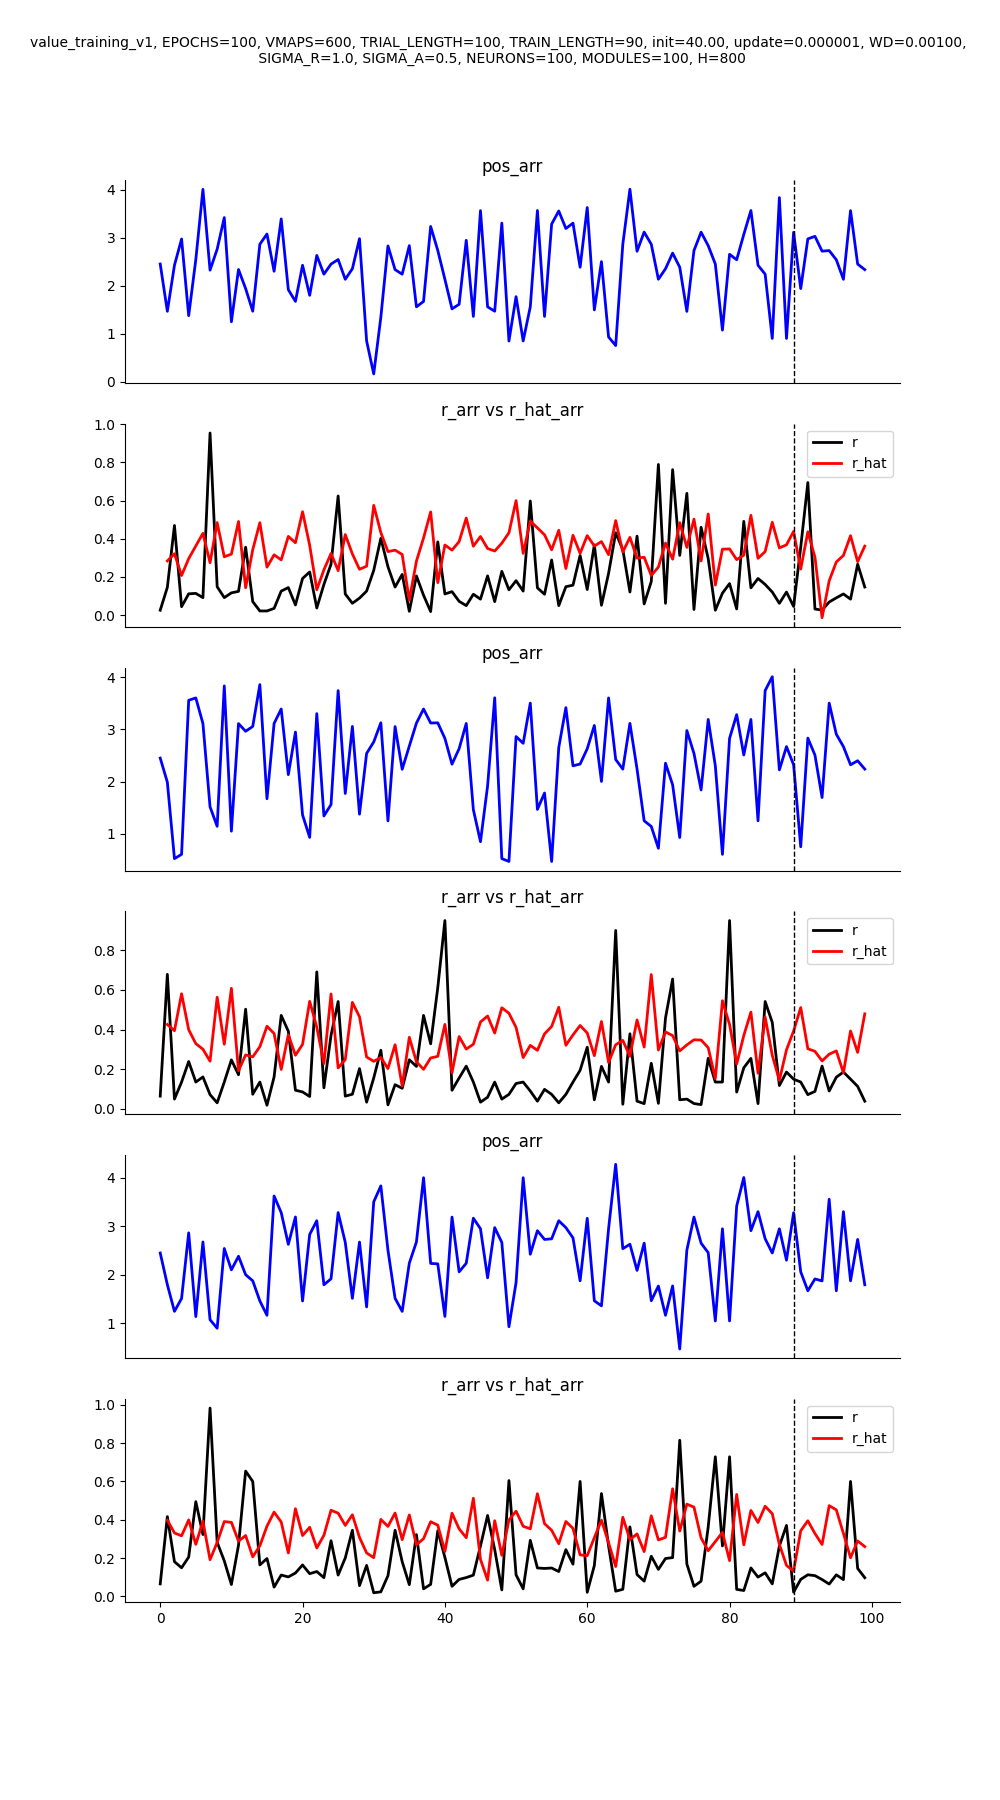 value_training_v1, EPOCHS=100, VMAPS=600, TRIAL_LENGTH=100, TRAIN_LENGTH=90, init=40.00, update=0.000001, WD=0.00100,
SIGMA_R=1.0, SIGMA_A=0.5, NEURONS=100, MODULES=100, H=800
pos_arr
4
3
2
1
0
r_arr vs r_hat_arr
1.0
0.8
0.6
0.4
0.2
0.0
r
r_hat
pos_arr
4
3
2
1
r_arr vs r_hat_arr
0.8
0.6
0.4
0.2
0.0
r
r_hat
pos_arr
4
3
2
1
r_arr vs r_hat_arr
1.0
0.8
0.6
0.4
0.2
0.0
r
r_hat
0 20 40 60 80 100